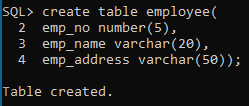 SQL> create table employee(
  2  emp_no number(5),
  3  emp_name varchar(20),
  4  emp_address varchar(50));
Table created.